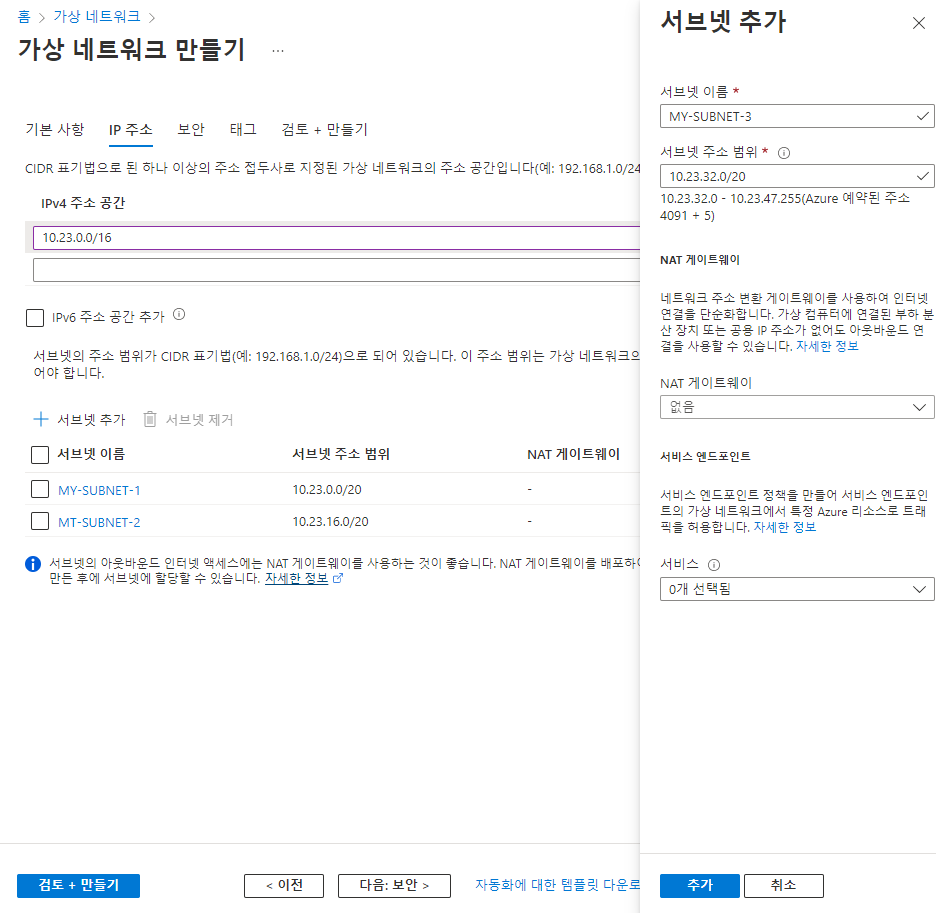 홈 > 가상 네트워크 >
가상 네트워크 만들기 ...
기본 사항 IP 주소 보안 태그 검토 + 만들기
CIDR 표기법으로 된 하나 이상의 주소 접두사로 지정된 가상 네트워크의 주소 공간입니다(예: 192.168.1.0/24
IPv4 주소 공간
10.23.0.0/16
IPv6 주소 공간 추가
서브넷의 주소 범위가 CIDR 표기법(예: 192.168.1.0/24)으로 되어 있습니다. 이 주소 범위는 가상 네트워크의
어야 합니다.
서브넷 추가 서브넷 제거
서브넷 이름 서브넷 주소 범위 NAT 게이트웨이
MY-SUBNET-1 10.23.0.0/20 -
MT-SUBNET-2 10.23.16.0/20 -
서브넷의 아웃바운드 인터넷 액세스에는 NAT 게이트웨이를 사용하는 것이 좋습니다. NAT 게이트웨이를 배포하여
만든 후에 서브넷에 할당할 수 있습니다. 자세한 정보
검토 + 만들기 < 이전 다음: 보안 > 자동화에 대한 템플릿 다운로
서브넷 추가
서브넷 이름 *
MY-SUBNET-3
서브넷 주소 범위 *
10.23.32.0/20
10.23.32.0 - 10.23.47.255(Azure 예약된 주소
4091 + 5)
NAT 게이트웨이
네트워크 주소 변환 게이트웨이를 사용하여 인터넷
연결을 단순화합니다. 가상 컴퓨터에 연결된 부하 분
산 장치 또는 공용 IP 주소가 없어도 아웃바운드 연
결을 사용할 수 있습니다. 자세한 정보
NAT 게이트웨이
없음
서비스 엔드포인트
서비스 엔드포인트 정책을 만들어 서비스 엔드포인
트의 가상 네트워크에서 특정 Azure 리소스로 트래
픽을 허용합니다. 자세한 정보
서비스
0개 선택됨
추가 취소